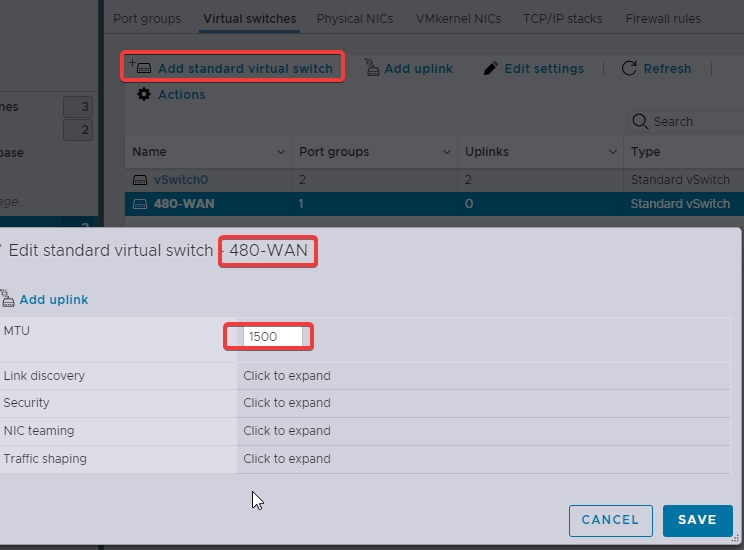 Port groups Virtual switches Physical NICs VMkernel NICs TCP/IP stacks Firewall rules
Add standard virtual switch Add uplink Edit settings Refresh
Actions
nes 3
2
base
age...
Search
Name Port groups Uplinks Type
vSwitch0 2 2 Standard vSwitch
480-WAN 1 0 Standard vSwitch
Edit standard virtual switch - 480-WAN
Add uplink
MTU 1500
Link discovery Click to expand
Security Click to expand
NIC teaming Click to expand
Traffic shaping Click to expand
CANCEL SAVE